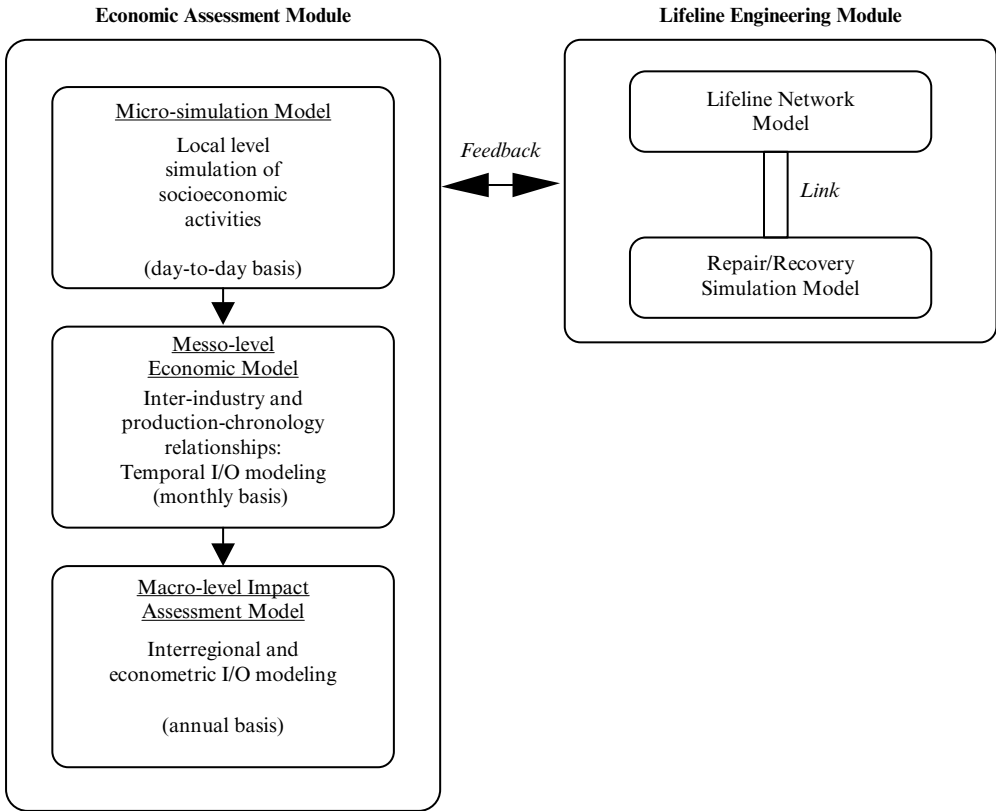 Economic Assessment Module
Micro-simulation Model
Local level
simulation of
socioeconomic
activities
(day-to-day basis)
Messo-level
Economic Model
Inter-industry and
production-chronology
relationships:
Temporal I/O modeling
(monthly basis)
Macro-level Impact
Assessment Model
Interregional and
econometric I/O modeling
(annual basis)
Feedback
Lifeline Engineering Module
Lifeline Network
Model
Link
Repair/Recovery
Simulation Model